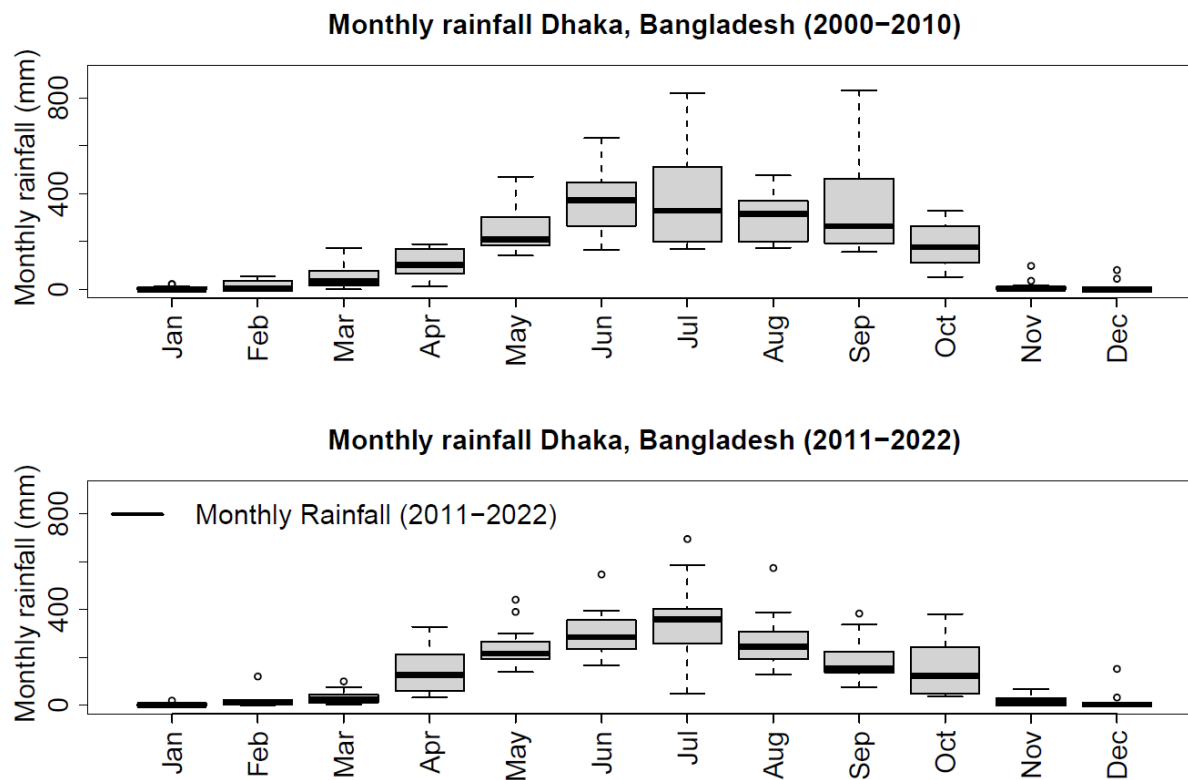 Monthly rainfall Dhaka, Bangladesh (2000−2010)
Monthly rainfall (mm)
800
400
0
Jan Feb Mar Apr May Jun Jul Aug Sep Oct Nov Dec
Monthly rainfall Dhaka, Bangladesh (2011−2022)
Monthly rainfall (mm)
Monthly Rainfall (2011−2022)
800
400
0
Jan Feb Mar Apr May Jun Jul Aug Sep Oct Nov Dec